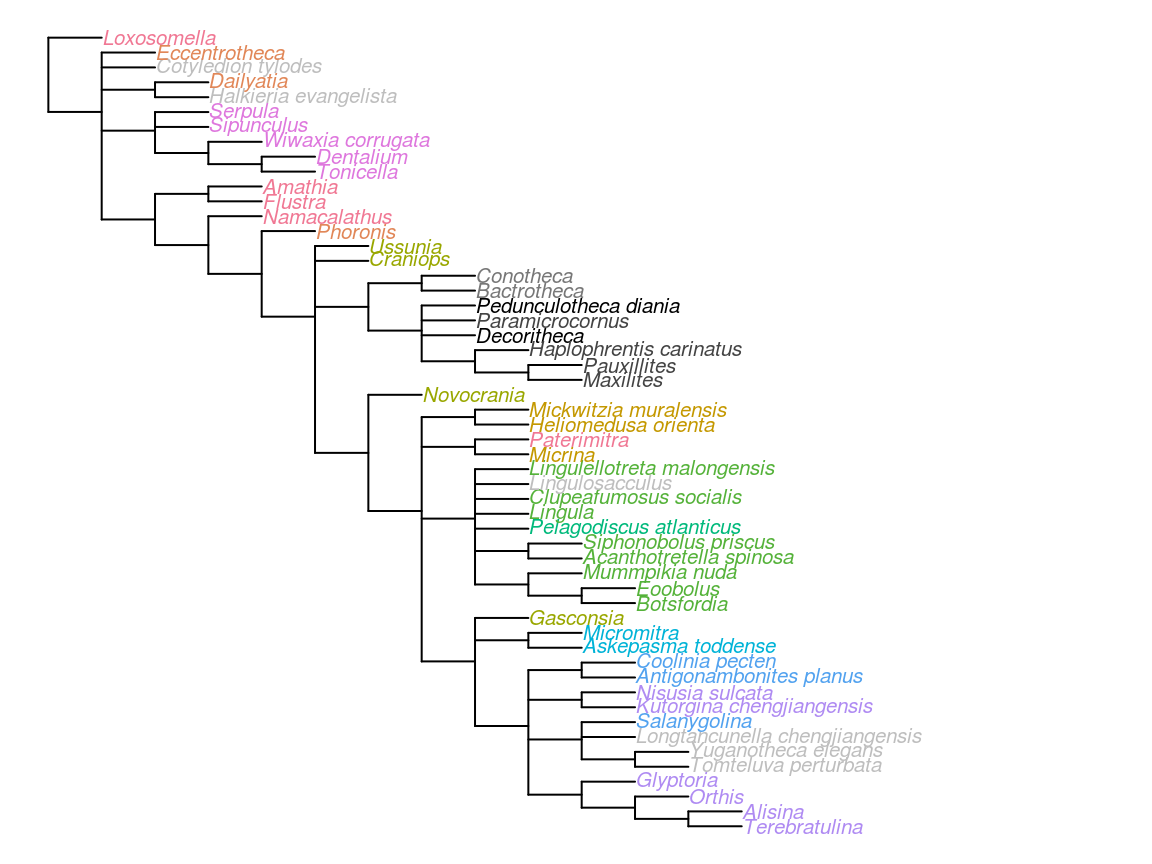 Loxosomella
Eccentrotheca
Cotyledion tylodes
Dailyatia
Halkieria evangelista
Serpula
Sipunculus
Wiwaxia corrugata
Dentalium
Tonicella
Amathia
Flustra
Namacalathus
Phoronis
Ussunia
Craniops
Conotheca
Bactrotheca
Pedunculotheca diania
Paramicrocornus
Decoritheca
Haplophrentis carinatus
Pauxillites
Maxilites
Novocrania
Mickwitzia muralensis
Heliomedusa orienta
Paterimitra
Micrina
Lingulellotreta malongensis
Lingulosacculus
Clupeafumosus socialis
Lingula
Pelagodiscus atlanticus
Siphonobolus priscus
Acanthotretella spinosa
Mummpikia nuda
Eoobolus
Botsfordia
Gasconsia
Micromitra
Askepasma toddense
Coolinia pecten
Antigonambonites planus
Nisusia sulcata
Kutorgina chengjiangensis
Salanygolina
Longtancunella chengjiangensis
Yuganotheca elegans
Tomteluva perturbata
Glyptoria
Orthis
Alisina
Terebratulina